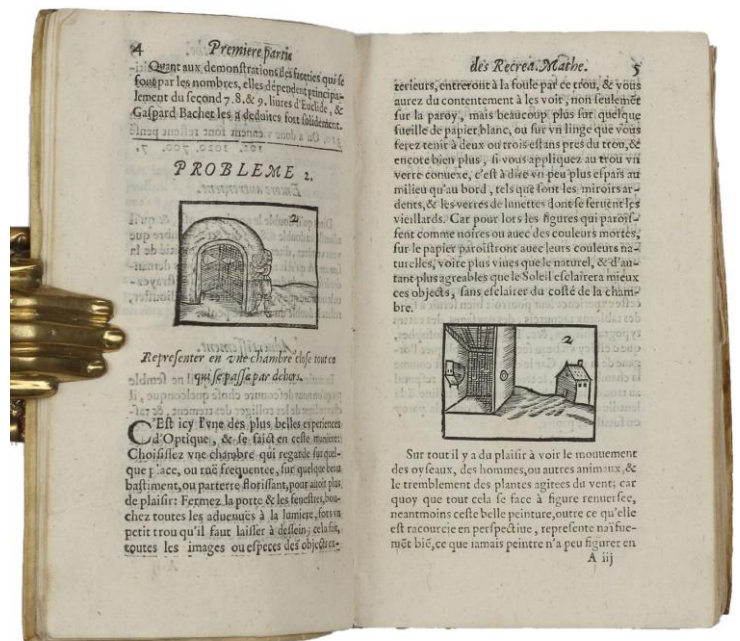 4 Premiere partie
Quant aux demonstrations des faceties qui se
font par les nombres, elles dépendent principa-
lement du second 7. 8. & 9. liures d'Euclide, &
Gaspard Bachet les a deduites fort solidement.
PROBLEME 2.
2
Representer en vne chambre close tout ce
qui se passe par dehors.
C'Est icy l'vne des plus belles experiences
d'Optique, & se faict en ceste maniere:
Choisissez vne chambre qui regarde sur quel-
que place, ou ruë frequentee, sur quelque beau
bastiment, ou parterre florissant, pour auoir plus
de plaisir: Fermez la porte & les fenestres, bou-
chez toutes les aduenuës à la lumiere, fors vn
petit trou qu'il faut laisser à dessein; cela fait,
toutes les images ou especes des objects ex-
des Recrea. Mathe. 5
terieurs, entreront à la foule par ce trou, & vous
aurez du contentement à les voir, non seulemēt
sur la paroy, mais beaucoup plus sur quelque
fueille de papier blanc, ou sur vn linge que vous
ferez tenir à deux ou trois  pres du trou, &
encore bien plus, si vous appliquez au trou vn
verre conuexe, c'est à dire vn peu plus espais au
milieu qu'au bord, tels que sont les miroirs ar-
dents, & les verres de lunettes dont se seruent les
vieillards. Car pour lors les figures qui parois-
sent comme noires ou auec des couleurs mortes,
sur le papier paroistront auec leurs couleurs na-
turelles, voire plus viues que le naturel, & d'au-
tant plus agreables que le Soleil esclairera mieux
ces objects, sans esclairer du costé de la cham-
bre.
2
Sur tout il y a du plaisir à voir le mouuement
des oyseaux, des hommes, ou autres animaux, &
le tremblement des plantes agitees du vent; car
quoy que tout cela se face à figure renuersee,
neantmoins ceste belle peinture, outre ce qu'elle
est racourcie en perspectiue, represente naïfue-
mēt biē, ce que iamais peintre n'a peu figurer en
A iij